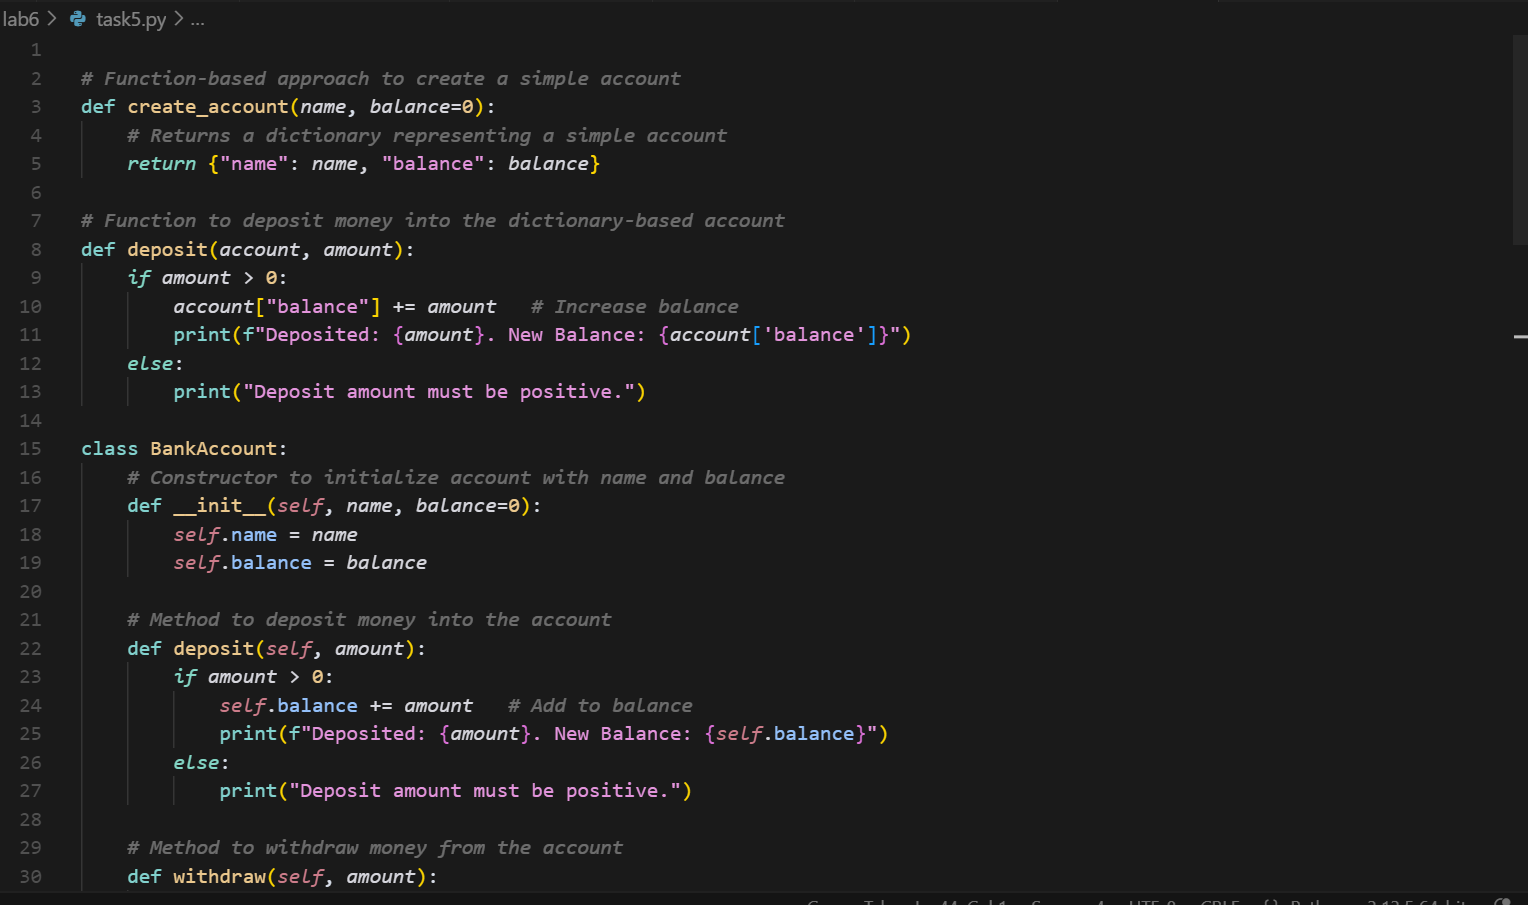 lab6 > task5.py > ...
1
2 # Function-based approach to create a simple account
3 def create_account(name, balance=0):
4     # Returns a dictionary representing a simple account
5     return {"name": name, "balance": balance}
6
7 # Function to deposit money into the dictionary-based account
8 def deposit(account, amount):
9     if amount > 0:
10         account["balance"] += amount   # Increase balance
11         print(f"Deposited: {amount}. New Balance: {account['balance']}")
12     else:
13         print("Deposit amount must be positive.")
14
15 class BankAccount:
16     # Constructor to initialize account with name and balance
17     def __init__(self, name, balance=0):
18         self.name = name
19         self.balance = balance
20
21     # Method to deposit money into the account
22     def deposit(self, amount):
23         if amount > 0:
24             self.balance += amount   # Add to balance
25             print(f"Deposited: {amount}. New Balance: {self.balance}")
26         else:
27             print("Deposit amount must be positive.")
28
29     # Method to withdraw money from the account
30     def withdraw(self, amount):